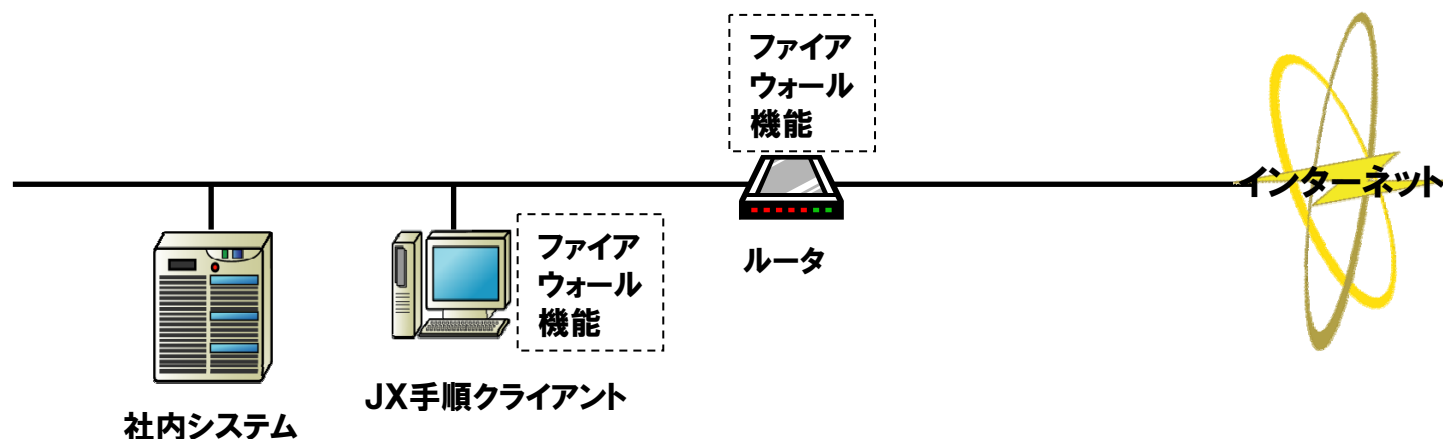 ファイア
ウォール
機能
インターネット
ルータ
ファイア
ウォール
機能
JX手順クライアント
社内システム